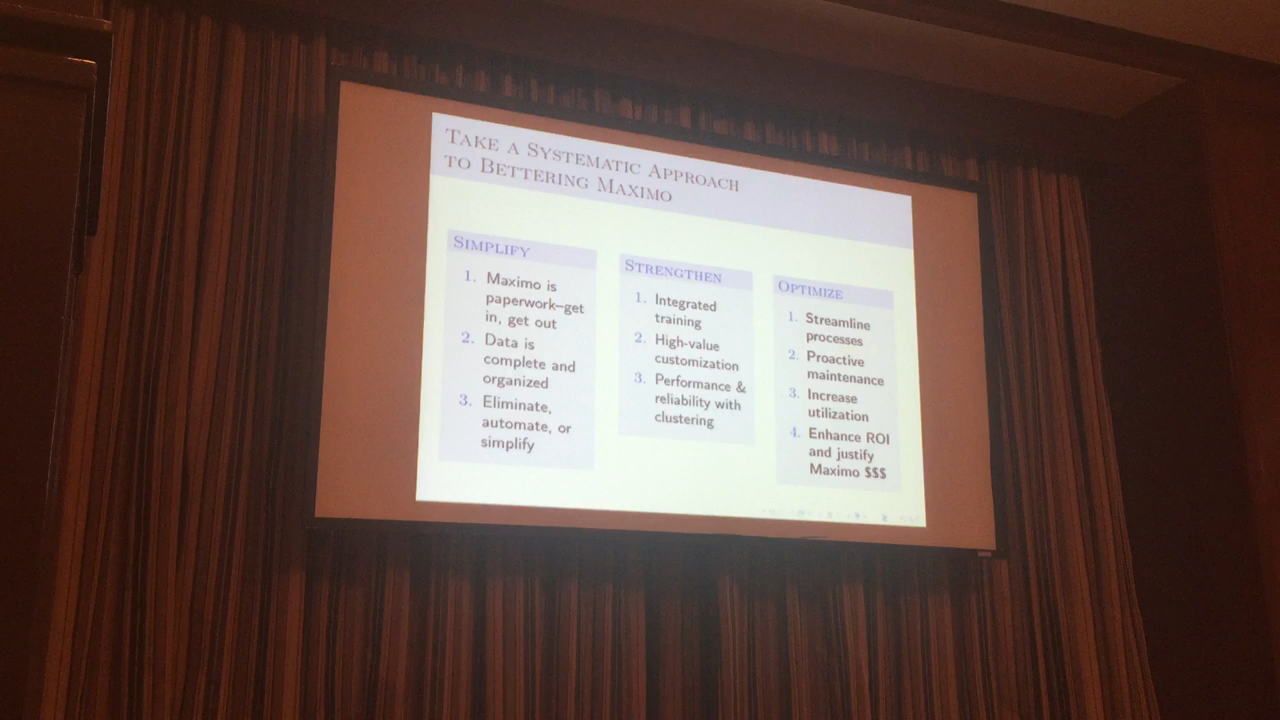 TAKE A SYSTEMATIC APPROACH
TO BETTERING MAXIMO
SIMPLIFY
1. Maximo is
paperwork–get
in, get out
2. Data is
complete and
organized
3. Eliminate,
automate, or
simplify
STRENGTHEN
1. Integrated
training
2. High-value
customization
3. Performance &
reliability with
clustering
OPTIMIZE
1. Streamline
processes
2. Proactive
maintenance
3. Increase
utilization
4. Enhance ROI
and justify
Maximo $$$